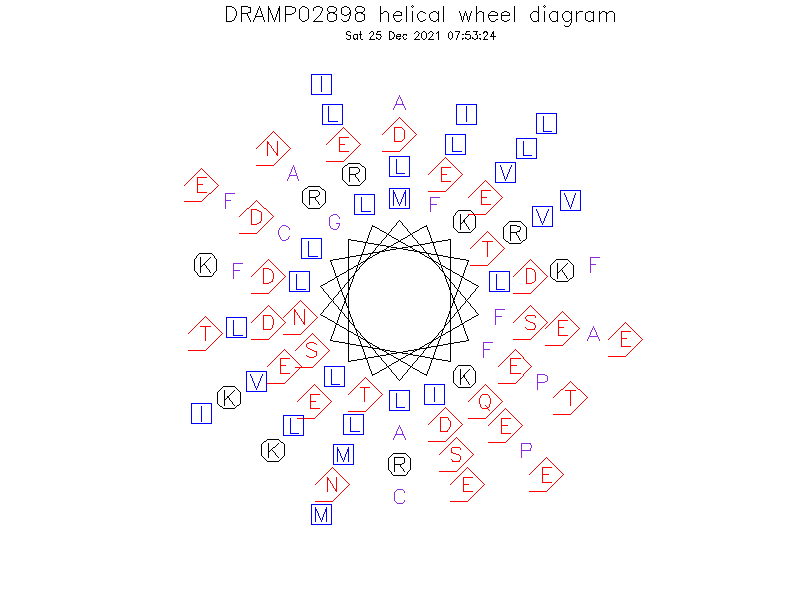 DRAMP02898 helical wheel diagram
Sat 25 Dec 2021 07:53:24
I
A
L I
L
D
N E L L
L
A R E V
E
F R L M F E V
D G K V
C R
L T
K F D L L D K F
T L D N F S E A E
S F
E E
V L K P
K T I T
I E L Q
L L A D E
K M S P
R E
N E
C
M